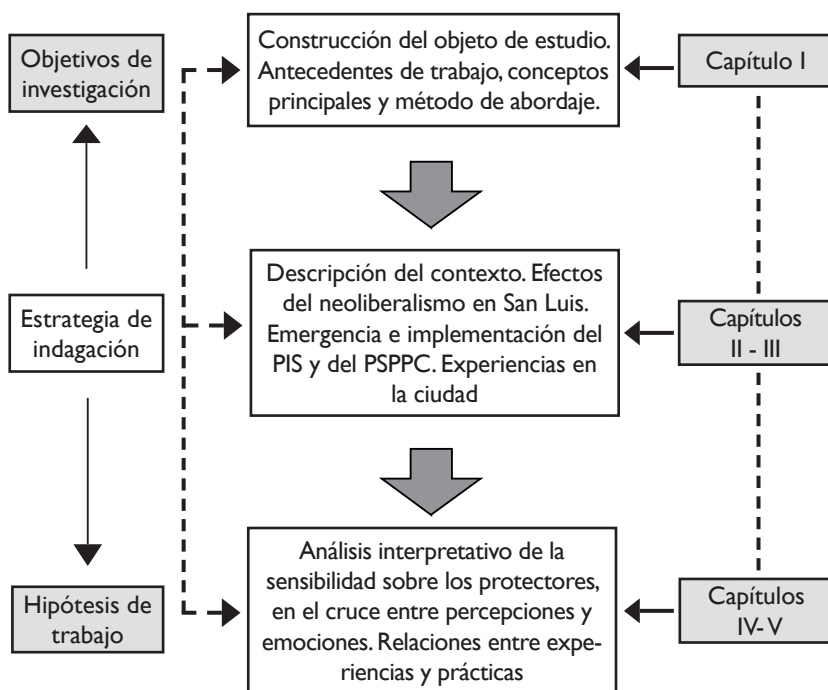 Objetivos de
investigación
Construcción del objeto de estudio.
Antecedentes de trabajo, conceptos
principales y método de abordaje.
Capítulo I
Estrategia de
indagación
Descripción del contexto. Efectos
del neoliberalismo en San Luis.
Emergencia e implementación del
PIS y del PSPPC. Experiencias en
la ciudad
Capítulos
II - III
Hipótesis de
trabajo
Análisis interpretativo de la
sensibilidad sobre los protectores,
en el cruce entre percepciones y
emociones. Relaciones entre expe-
riencias y prácticas
Capítulos
IV- V